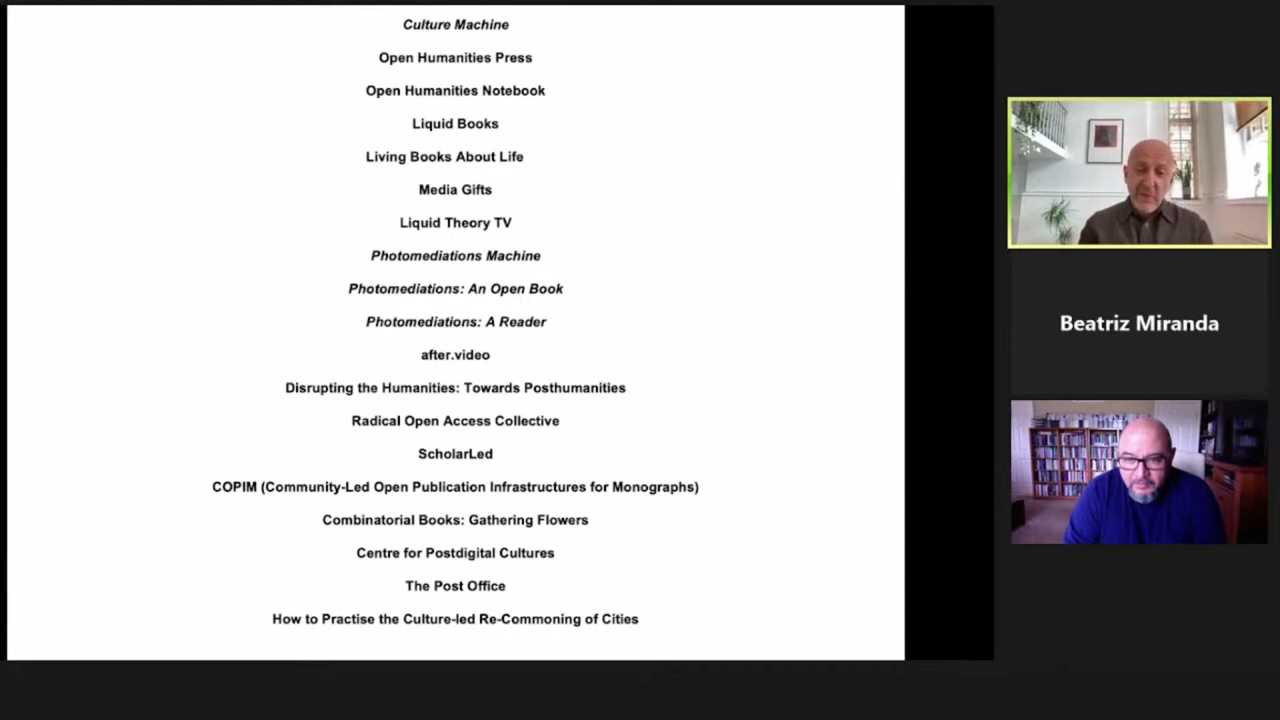 Culture Machine
Open Humanities Press
Open Humanities Notebook
Liquid Books
Living Books About Life
Media Gifts
Liquid Theory TV
Photomediations Machine
Photomediations: An Open Book
Photomediations: A Reader
after.video
Disrupting the Humanities: Towards Posthumanities
Radical Open Access Collective
ScholarLed
COPIM (Community-Led Open Publication Infrastructures for Monographs)
Combinatorial Books: Gathering Flowers
Centre for Postdigital Cultures
The Post Office
How to Practise the Culture-led Re-Commoning of Cities
Beatriz Miranda